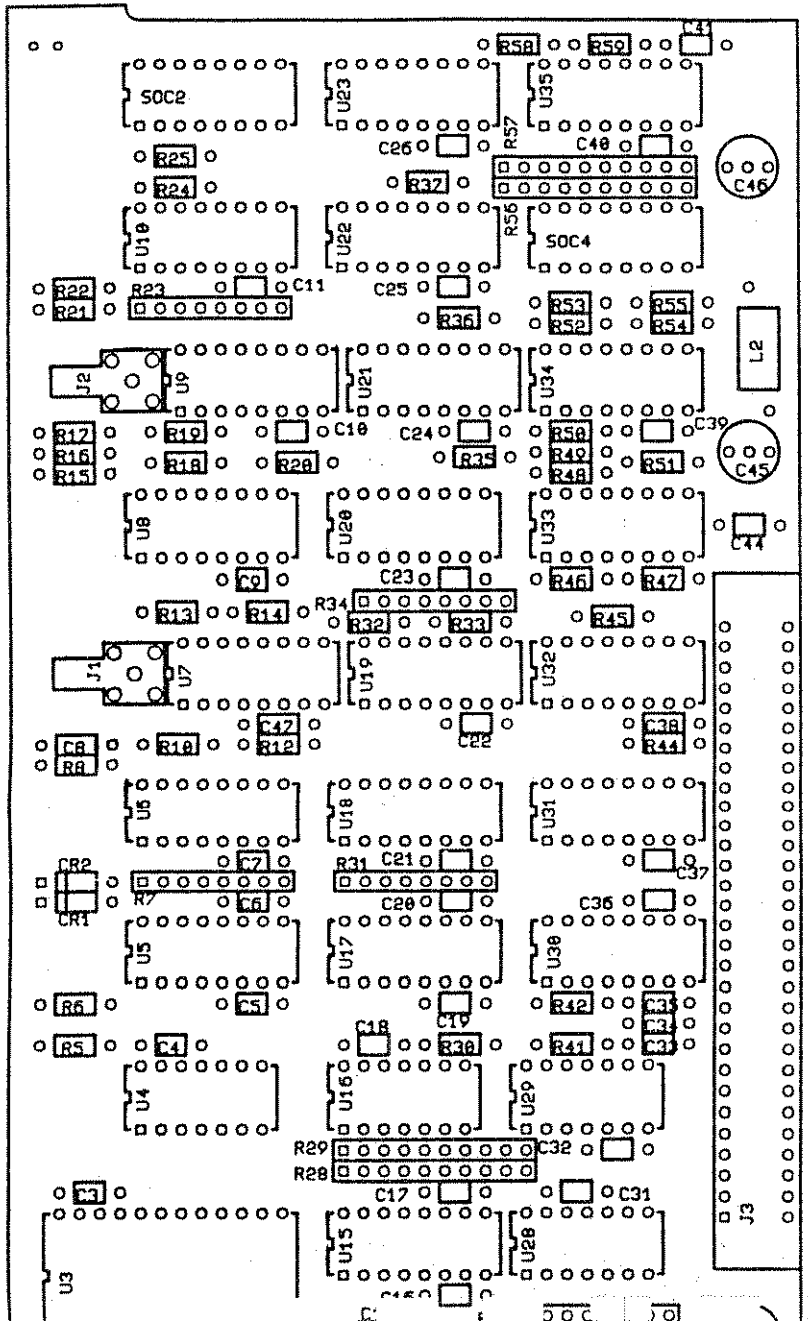 R58 R59 C41
SOC2 U23 U35
C26 R57 C40
R25
R24 R37 C46
U10 U22 R56 SOC4
R22 R23 C11 C25
R21 R36 R53 R55
R52 R54
J2 U9 U21 U34 L2
R17 R19 C10 C24 R50 C39
R16 R49
R15 R18 R20 R35 R48 R51 C45
U8 U20 U33 C44
C9 C23 R46 R47
R13 R14 R34 R32 R33 R45
J1 U7 U19 U32
C47 C22 C38
C8 R10 R12 R44
R8
U6 U18 U31
C7 R31 C21 C37
CR2 R7
CR1 C6 C20 C36
U5 U17 U30
R6 C5 C19 R42 C35
C18 C34
R5 C4 R30 R41 C33
U4 U16 U29
R29 C32
R28
C3 C17 C31 J3
U3 U15 U28
C16